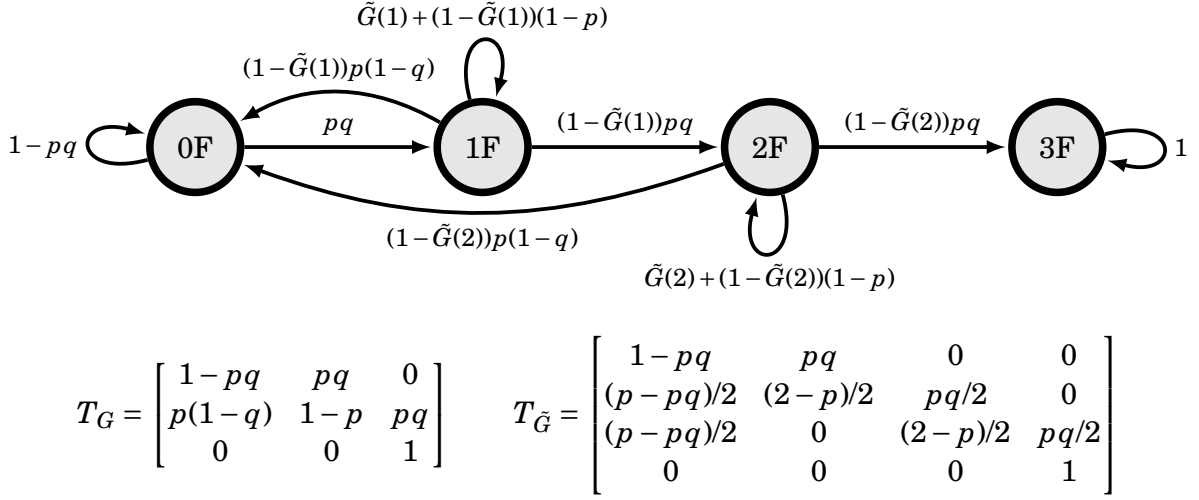 G̃(1)+(1−G̃(1))(1−p)
(1−G̃(1))p(1−q)
1−pq 0F pq 1F (1−G̃(1))pq 2F (1−G̃(2))pq 3F 1
(1−G̃(2))p(1−q)
G̃(2)+(1−G̃(2))(1−p)
T_G = [ 1−pq pq 0
p(1−q) 1−p pq
0 0 1 ]
T_G̃ = [ 1−pq pq 0 0
(p−pq)/2 (2−p)/2 pq/2 0
(p−pq)/2 0 (2−p)/2 pq/2
0 0 0 1 ]